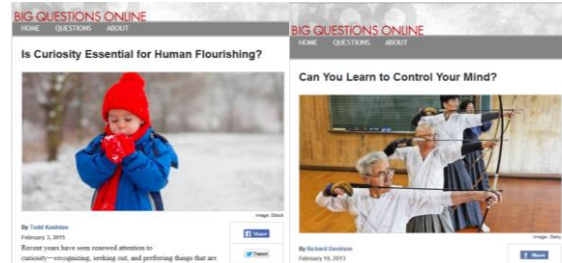 BIG QUESTIONS ONLINE
HOME QUESTIONS ABOUT
Is Curiosity Essential for Human Flourishing?
Image: iStock
By Todd Kashdan
February 3, 2015
Share
Recent years have seen renewed attention to
curiosity—recognizing, seeking out, and preferring things that are
Tweet
BIG QUESTIONS ONLINE
HOME QUESTIONS ABOUT
Can You Learn to Control Your Mind?
Image: Getty
By Richard Davidson
February 10, 2015
Share